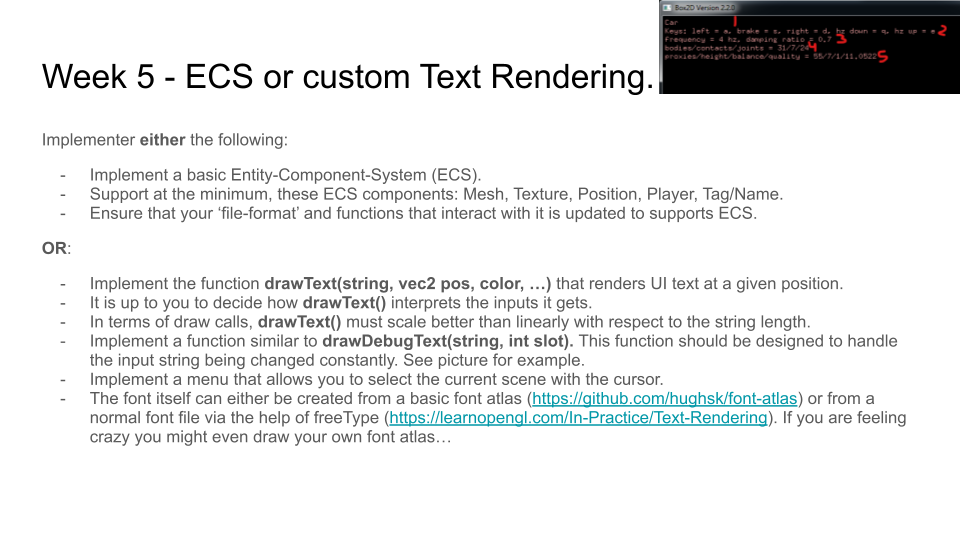 Box2D Version 2.2.0
Car
Keys: left = a, brake = s, right = d, hz down = q, hz up = e
frequency = 4 hz, damping ratio = 0.7
bodies/contacts/joints = 31/7/24
proxies/height/balance/quality = 55/7/1/11.0522
1
2
3
4
5
Week 5 - ECS or custom Text Rendering.
Implementer either the following:
- Implement a basic Entity-Component-System (ECS).
- Support at the minimum, these ECS components: Mesh, Texture, Position, Player, Tag/Name.
- Ensure that your ‘file-format’ and functions that interact with it is updated to supports ECS.
OR:
- Implement the function drawText(string, vec2 pos, color, …) that renders UI text at a given position.
- It is up to you to decide how drawText() interprets the inputs it gets.
- In terms of draw calls, drawText() must scale better than linearly with respect to the string length.
- Implement a function similar to drawDebugText(string, int slot). This function should be designed to handle
the input string being changed constantly. See picture for example.
- Implement a menu that allows you to select the current scene with the cursor.
- The font itself can either be created from a basic font atlas (https://github.com/hughsk/font-atlas) or from a
normal font file via the help of freeType (https://learnopengl.com/In-Practice/Text-Rendering). If you are feeling
crazy you might even draw your own font atlas…